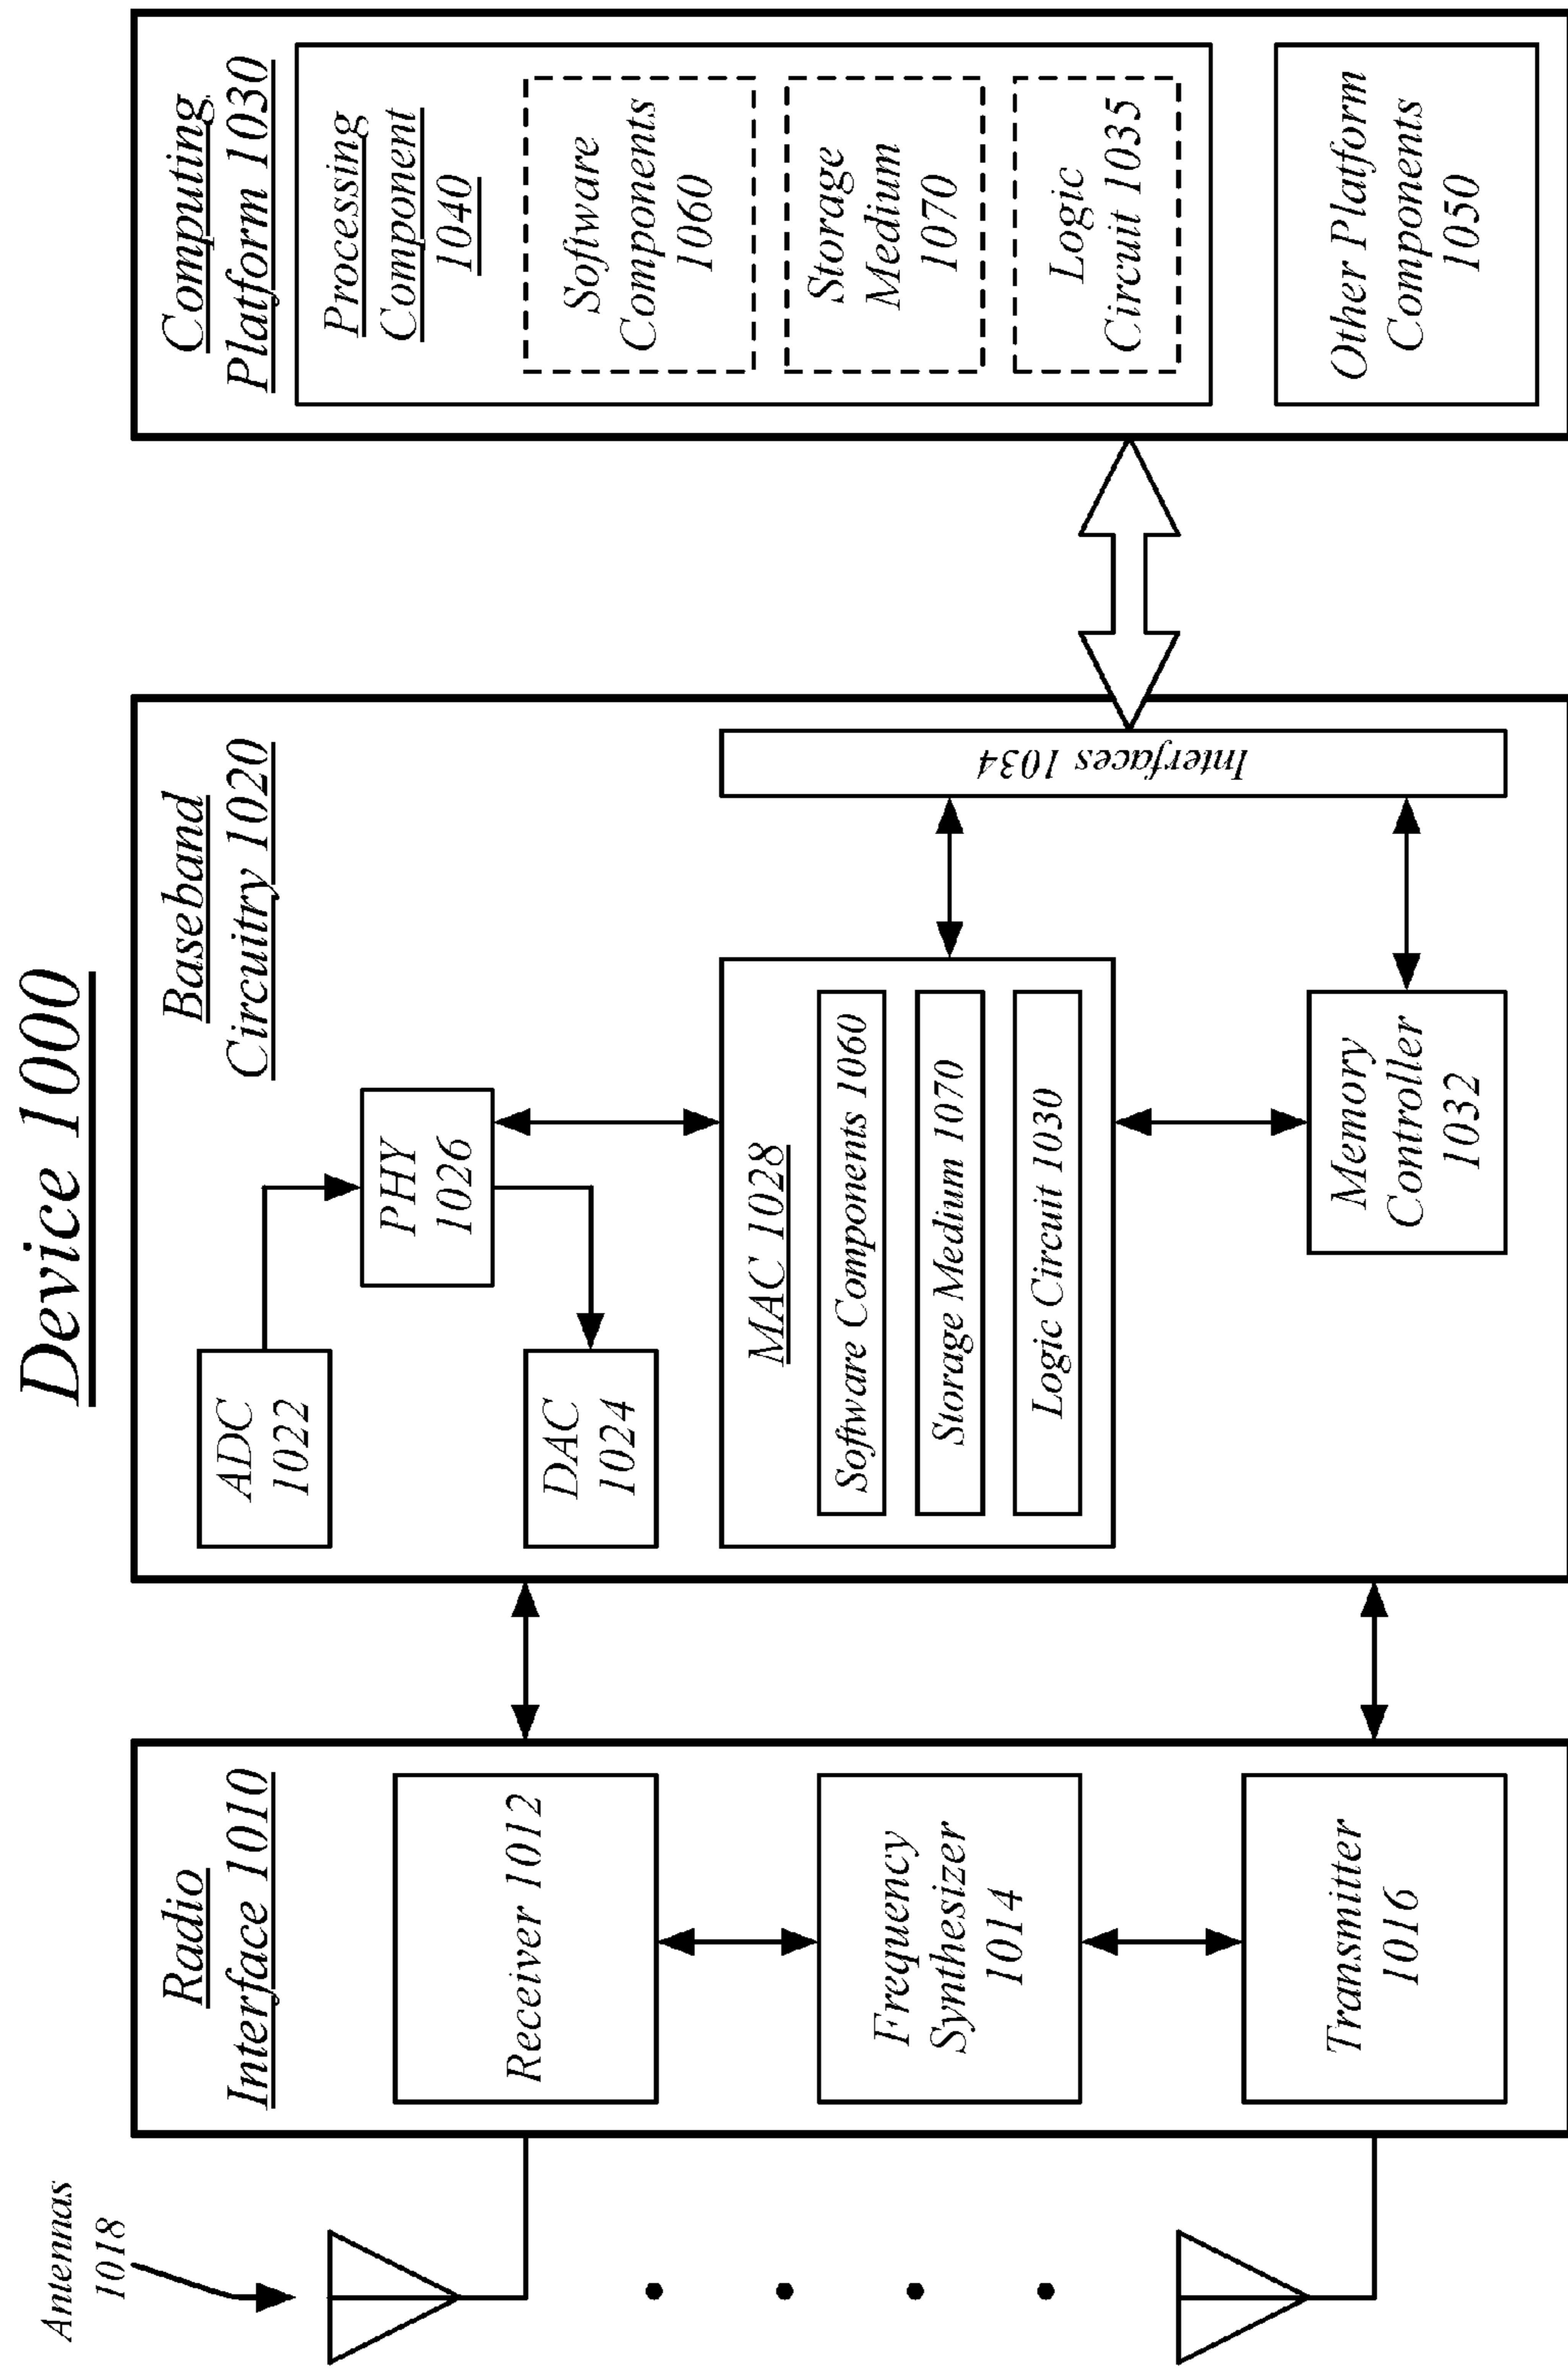 Device 1000
Antennas
1018
Radio
Interface 1010
Receiver 1012
Frequency
Synthesizer
1014
Transmitter
1016
Baseband
Circuitry 1020
ADC
1022
PHY
1026
DAC
1024
MAC 1028
Software Components 1060
Storage Medium 1070
Logic Circuit 1030
Memory
Controller
1032
Interfaces 1034
Computing
Platform 1030
Processing
Component
1040
Software
Components
1060
Storage
Medium
1070
Logic
Circuit 1035
Other Platform
Components
1050